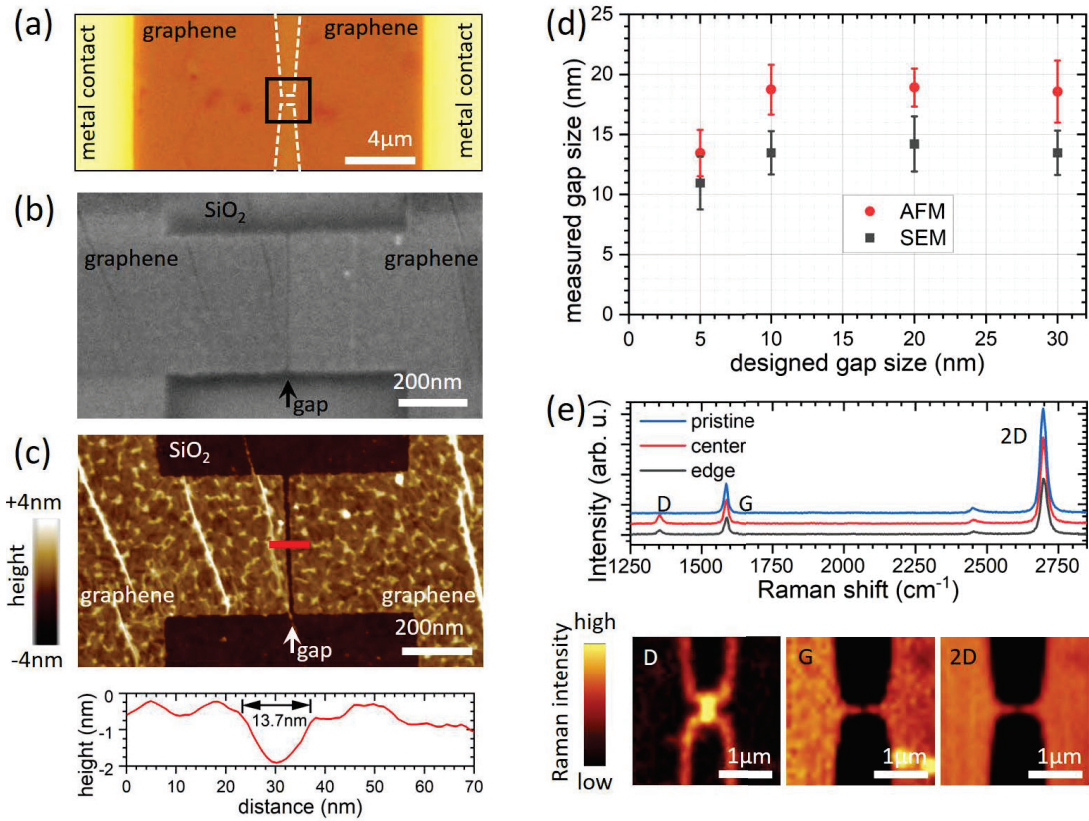 (a)
graphene
graphene
metal contact
metal contact
4μm
(b)
SiO₂
graphene
graphene
200nm
gap
(c)
+4nm
height
-4nm
SiO₂
graphene
graphene
200nm
gap
0
-1
-2
height (nm)
13.7nm
0 10 20 30 40 50 60 70
distance (nm)
(d)
25
20
15
10
5
0
measured gap size (nm)
AFM
SEM
0 5 10 15 20 25 30
designed gap size (nm)
(e)
Intensity (arb. u.)
pristine
center
edge
D
G
2D
1250 1500 1750 2000 2250 2500 2750
Raman shift (cm⁻¹)
high
Raman intensity
low
D
1μm
G
1μm
2D
1μm